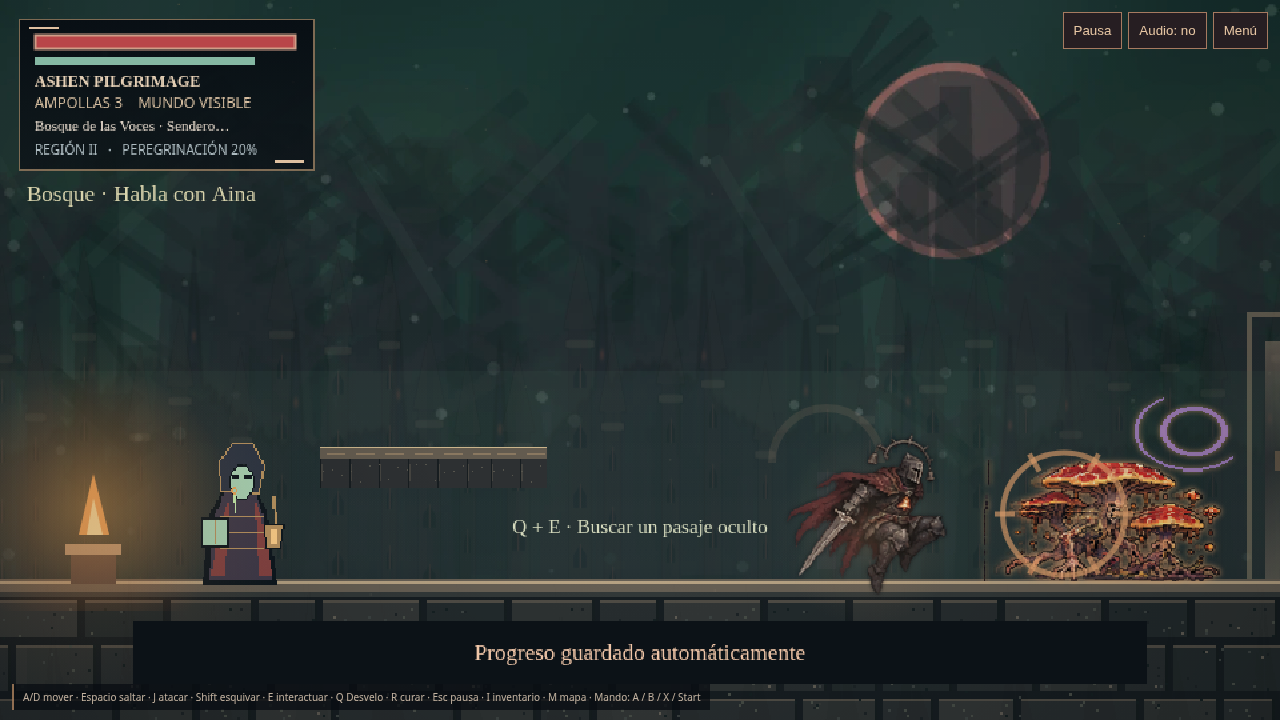 ASHEN PILGRIMAGE
AMPOLLAS 3 MUNDO VISIBLE
Bosque de las Voces · Sendero...
REGIÓN II · PEREGRINACIÓN 20%
Bosque · Habla con Aina
Pausa
Audio: no
Menú
Q + E · Buscar un pasaje oculto
Progreso guardado automáticamente
A/D mover · Espacio saltar · J atacar · Shift esquivar · E interactuar · Q Desvelo · R curar · Esc pausa · I inventario · M mapa · Mando: A / B / X / Start